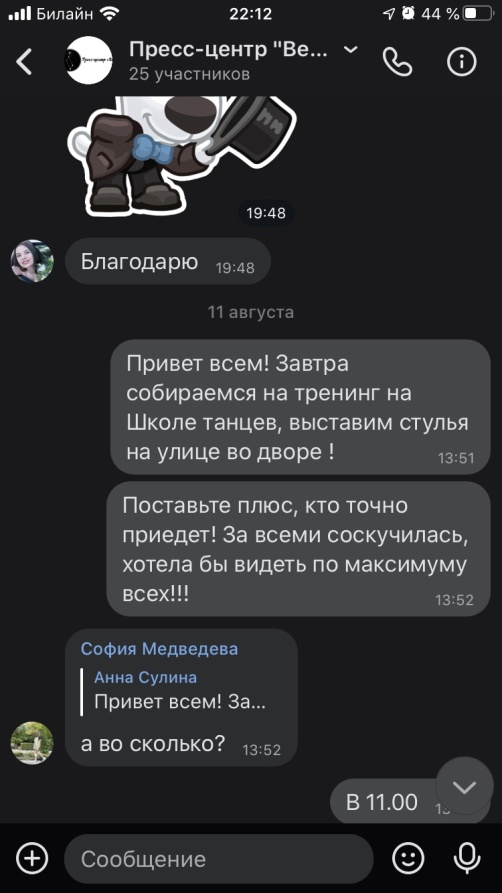 Билайн
22:12
44 %
Пресс-центр "Ве...
25 участников
19:48
Благодарю 19:48
11 августа
Привет всем! Завтра
собираемся на тренинг на
Школе танцев, выставим стулья
на улице во дворе !
13:51
Поставьте плюс, кто точно
приедет! За всеми соскучилась,
хотела бы видеть по максимуму
всех!!!
13:52
София Медведева
Анна Сулина
Привет всем! За...
а во сколько? 13:52
В 11.00
Сообщение